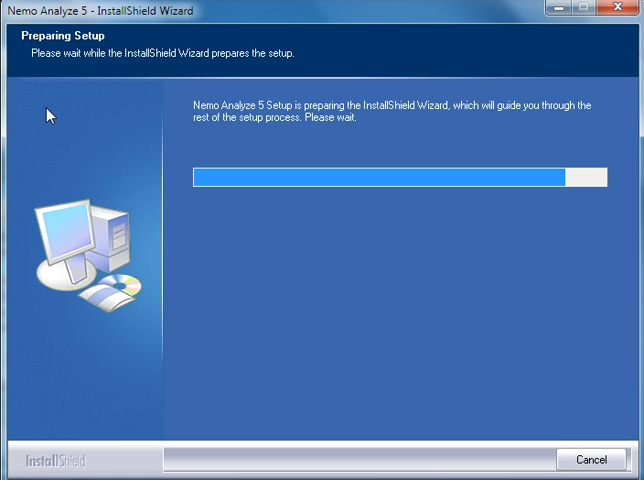 Nemo Analyze 5 - InstallShield Wizard
Preparing Setup
Please wait while the InstallShield Wizard prepares the setup.
Nemo Analyze 5 Setup is preparing the InstallShield Wizard, which will guide you through the
rest of the setup process. Please wait.
InstallShield
Cancel